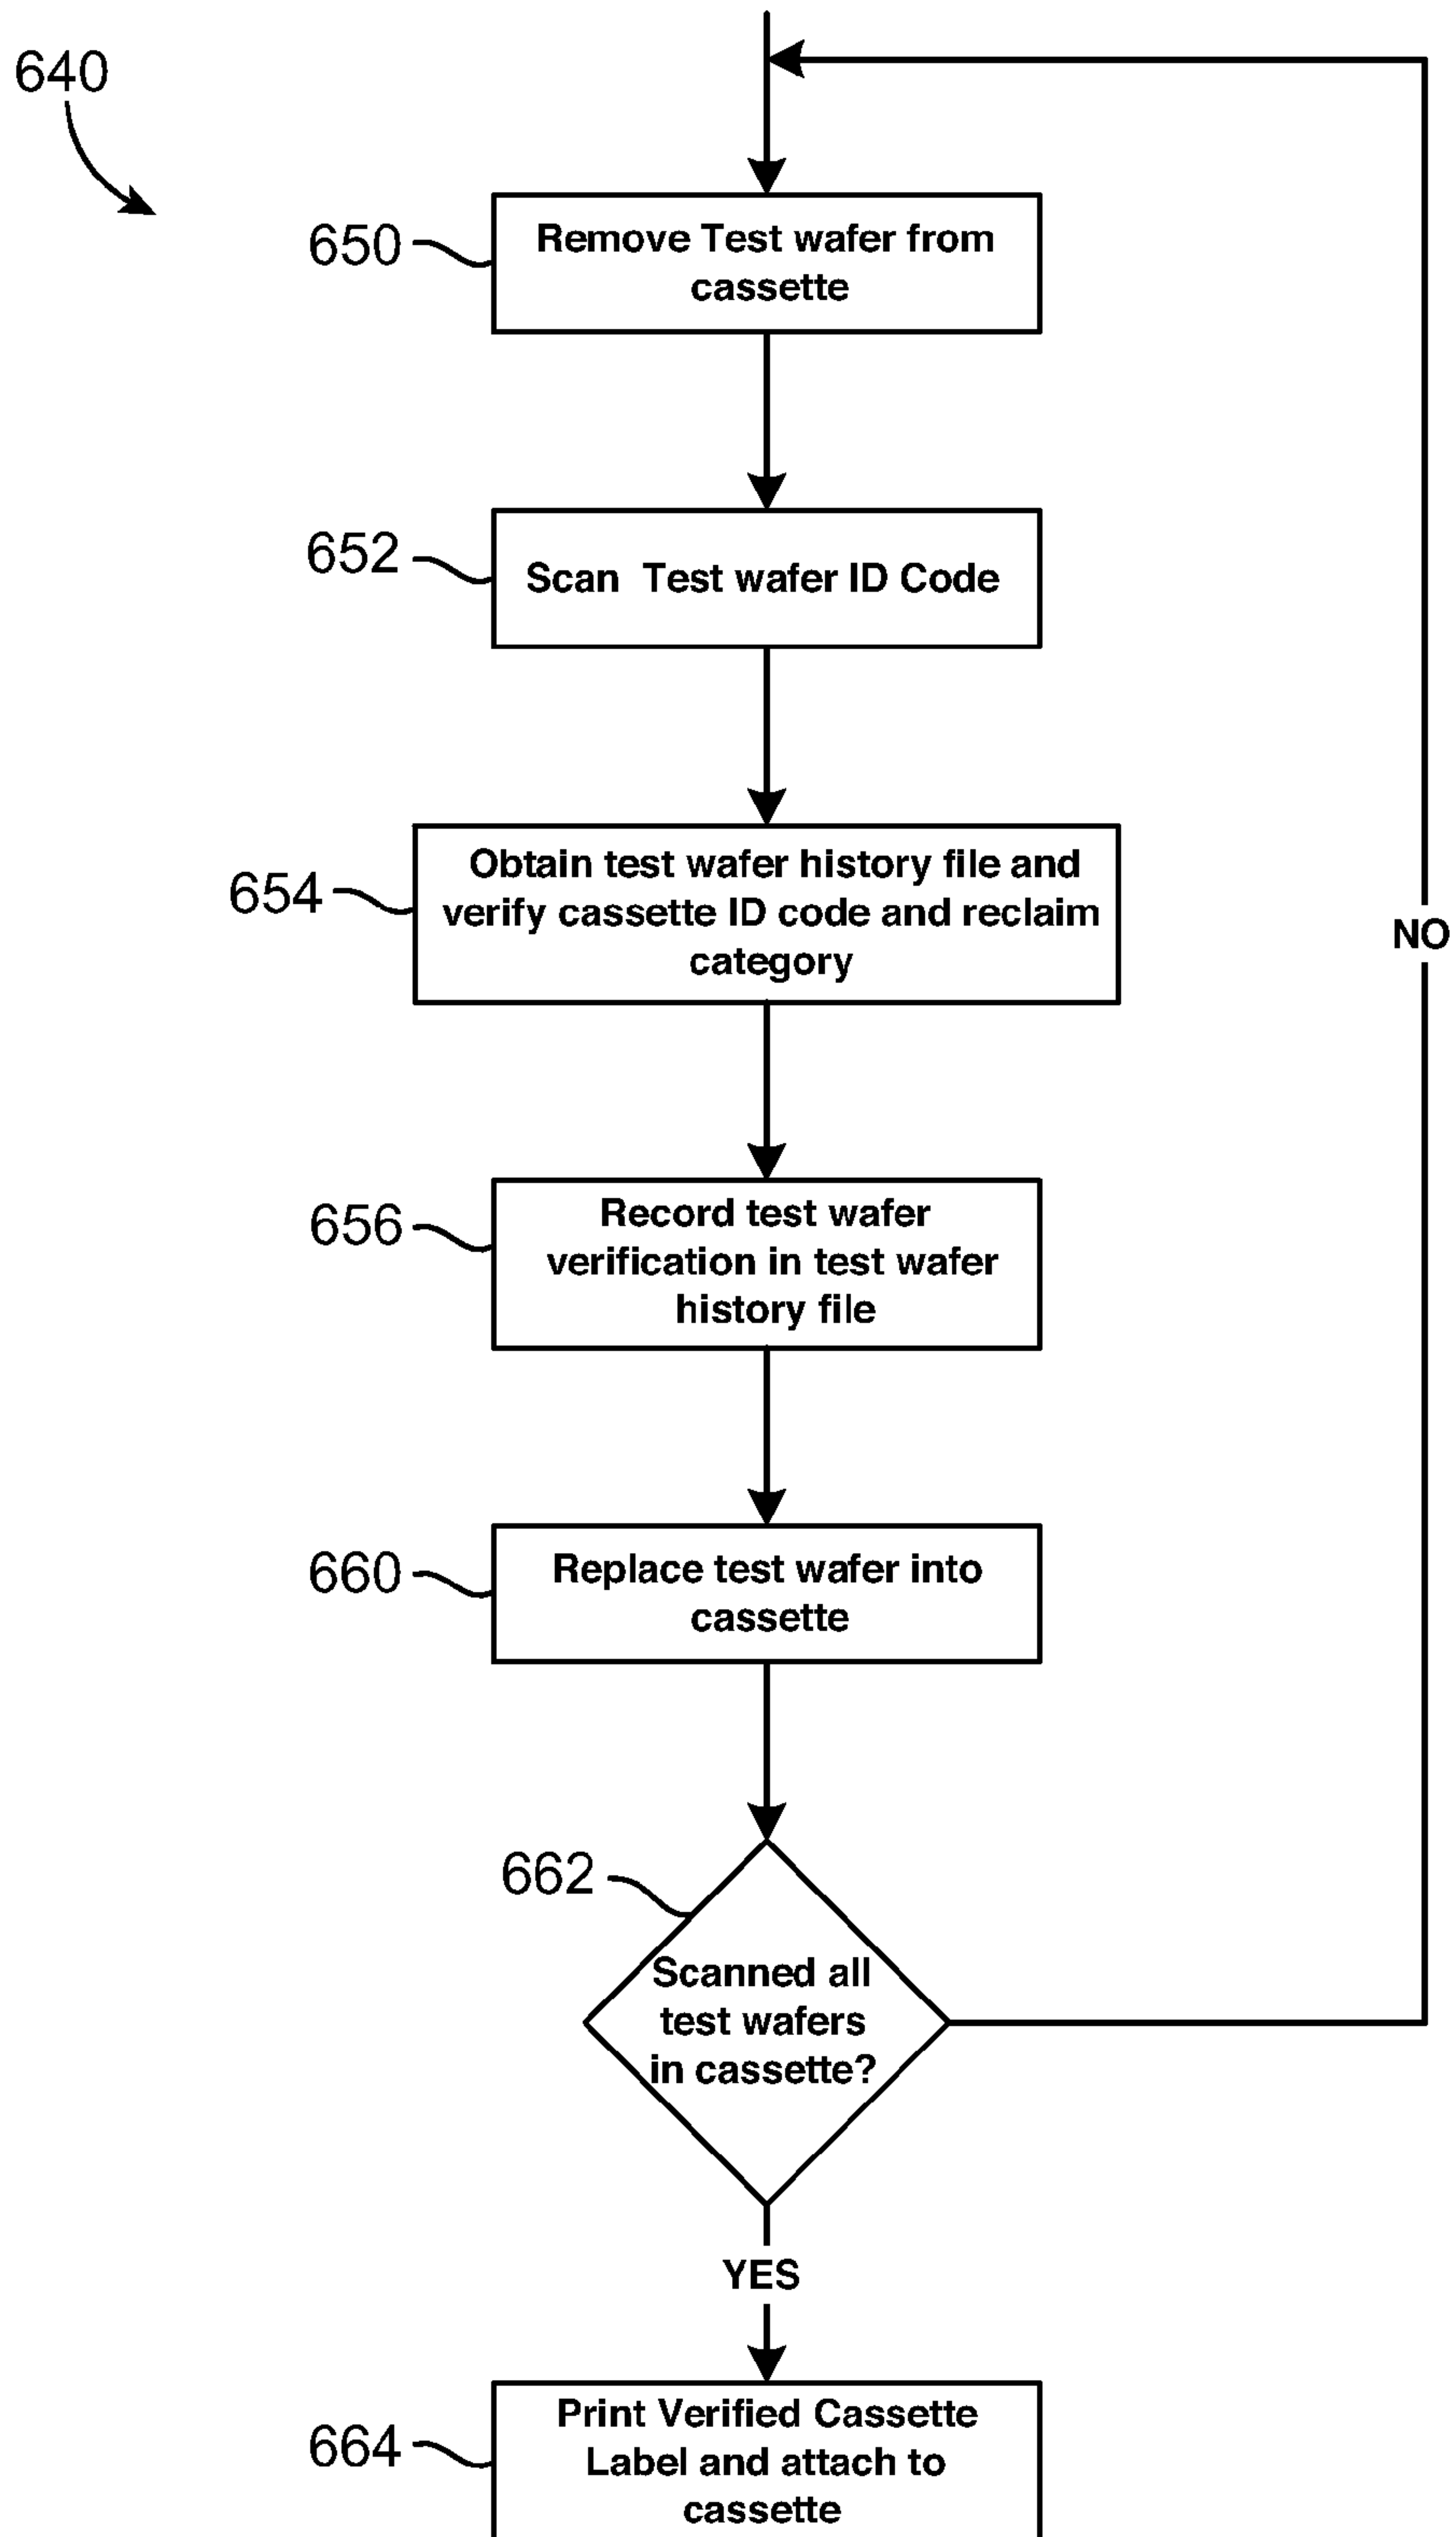 640
650
Remove Test wafer from
cassette
652
Scan Test wafer ID Code
654
Obtain test wafer history file and
verify cassette ID code and reclaim
category
NO
656
Record test wafer
verification in test wafer
history file
660
Replace test wafer into
cassette
662
Scanned all
test wafers
in cassette?
YES
664
Print Verified Cassette
Label and attach to
cassette